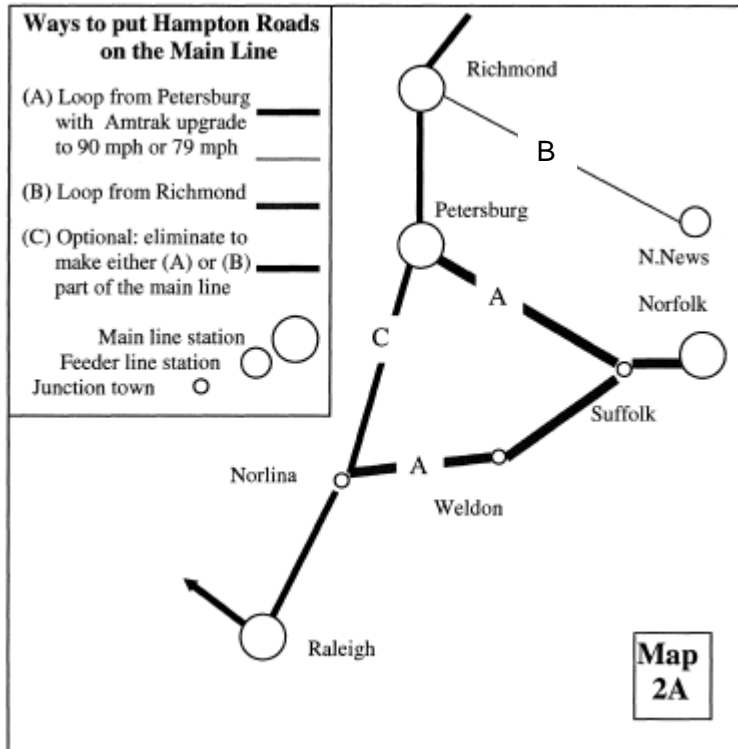 Ways to put Hampton Roads
on the Main Line
(A) Loop from Petersburg
with Amtrak upgrade
to 90 mph or 79 mph
(B) Loop from Richmond
(C) Optional: eliminate to
make either (A) or (B)
part of the main line
Main line station
Feeder line station
Junction town
Richmond
B
Petersburg
N.News
A
Norfolk
C
Suffolk
Norlina
A
Weldon
Raleigh
Map
2A